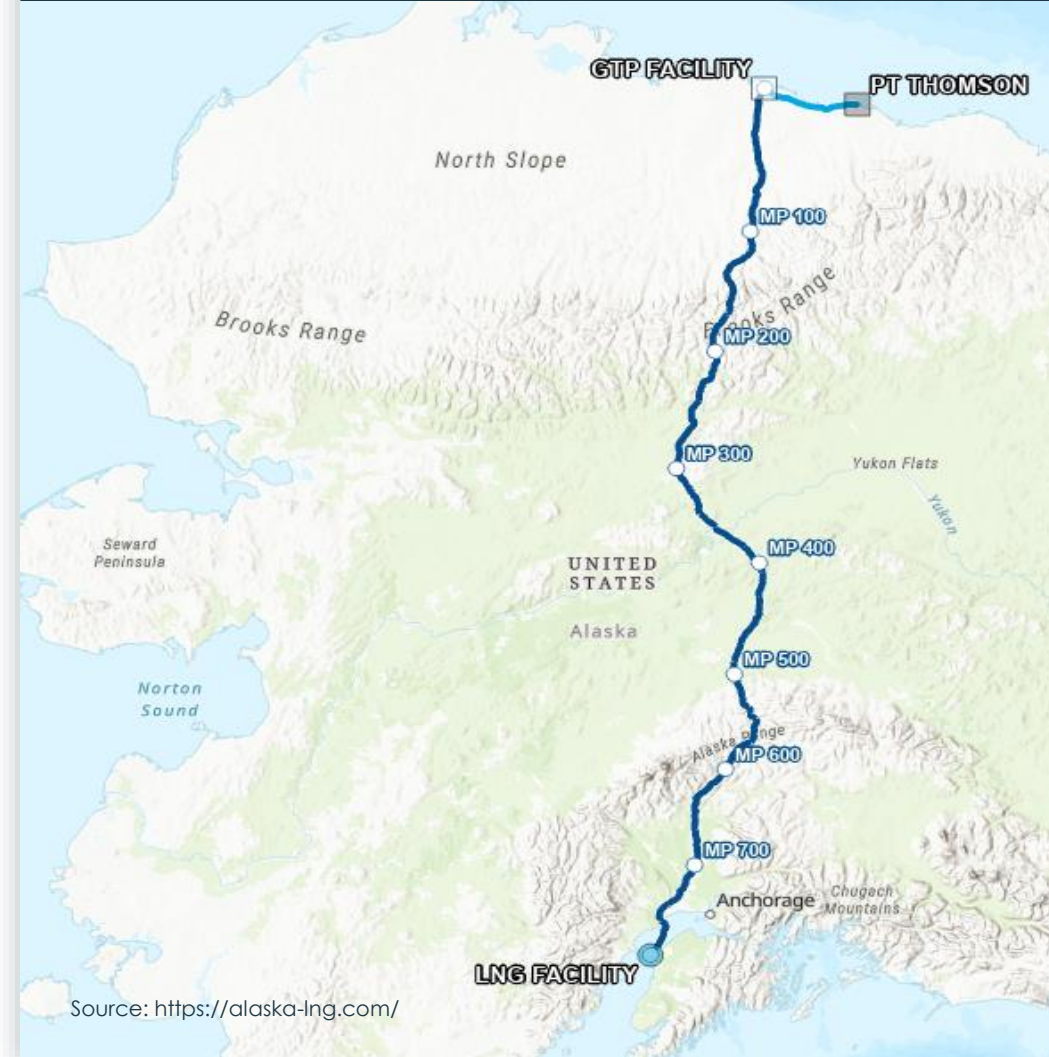 GTP FACILITY
PT THOMSON
North Slope
MP 100
Brooks Range
Brooks Range
MP 200
MP 300
Yukon Flats
Yukon
Seward
Peninsula
MP 400
UNITED
STATES
Alaska
MP 500
Norton
Sound
Alaska Range
MP 600
MP 700
Anchorage
Chugach
Mountains
LNG FACILITY
Source: https://alaska-lng.com/